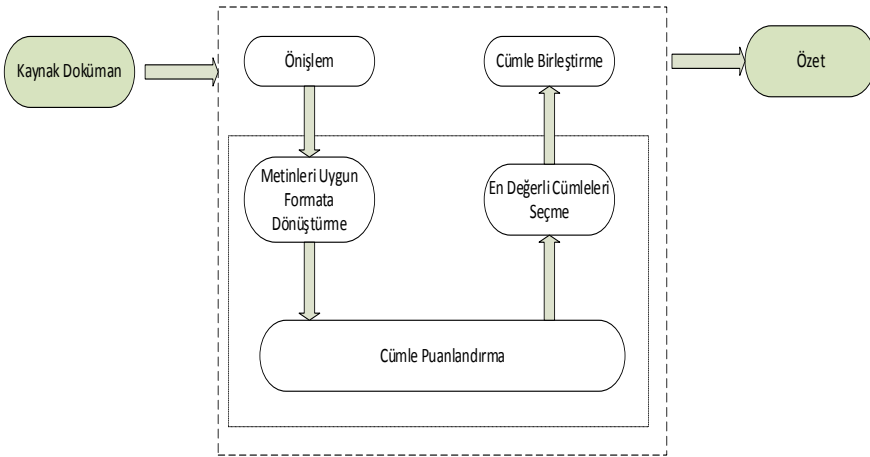 Kaynak Doküman
Önişlem
Metinleri Uygun
Formata
Dönüştürme
Cümle Puanlandırma
En Değerli Cümleleri
Seçme
Cümle Birleştirme
Özet